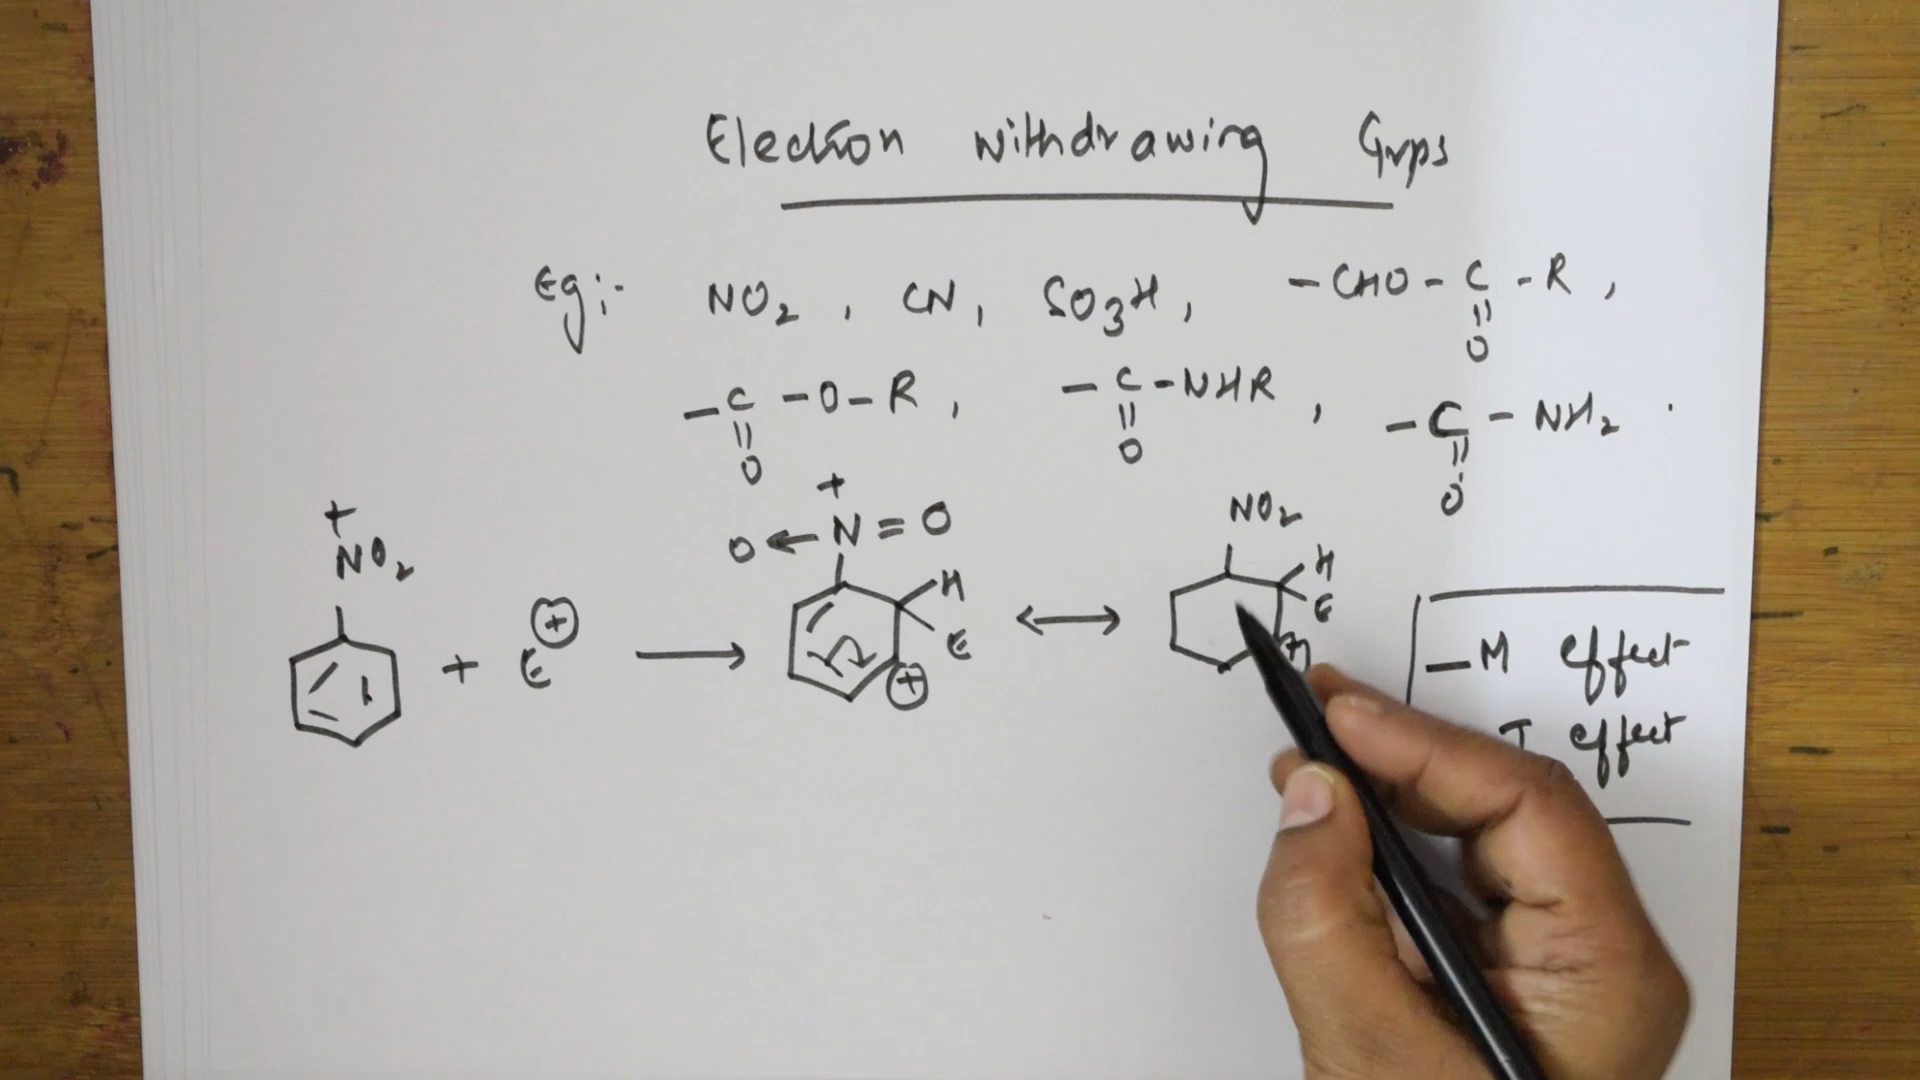 Electron withdrawing Grps
Eg:- NO2 , CN, SO3H, -CHO - C - R ,
O
- C - O - R , - C - NHR , - C - NH2 .
O O O
+ + NO2
NO2 O ← N = O H
H E
+ E + → E ↔ + -M effect
+ I effect